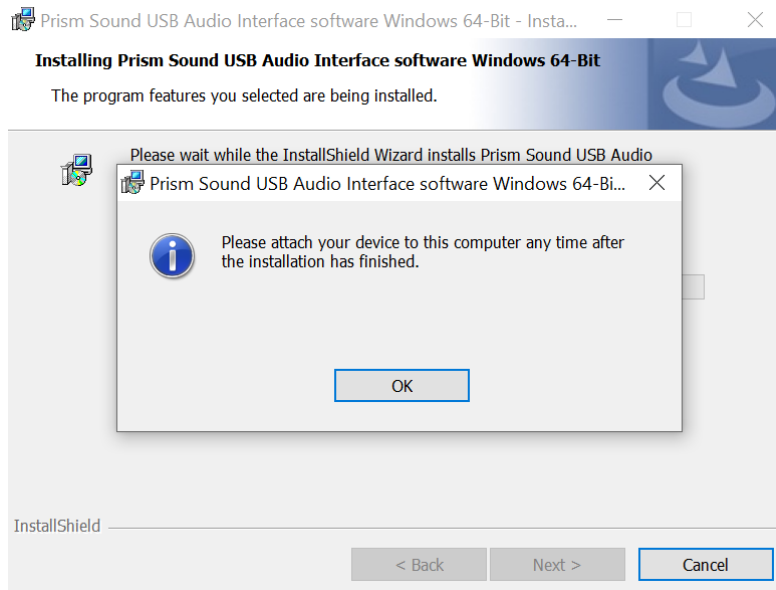 Prism Sound USB Audio Interface software Windows 64-Bit - Insta...
Installing Prism Sound USB Audio Interface software Windows 64-Bit
The program features you selected are being installed.
Please wait while the InstallShield Wizard installs Prism Sound USB Audio
Prism Sound USB Audio Interface software Windows 64-Bi...
Please attach your device to this computer any time after
the installation has finished.
OK
InstallShield
< Back
Next >
Cancel